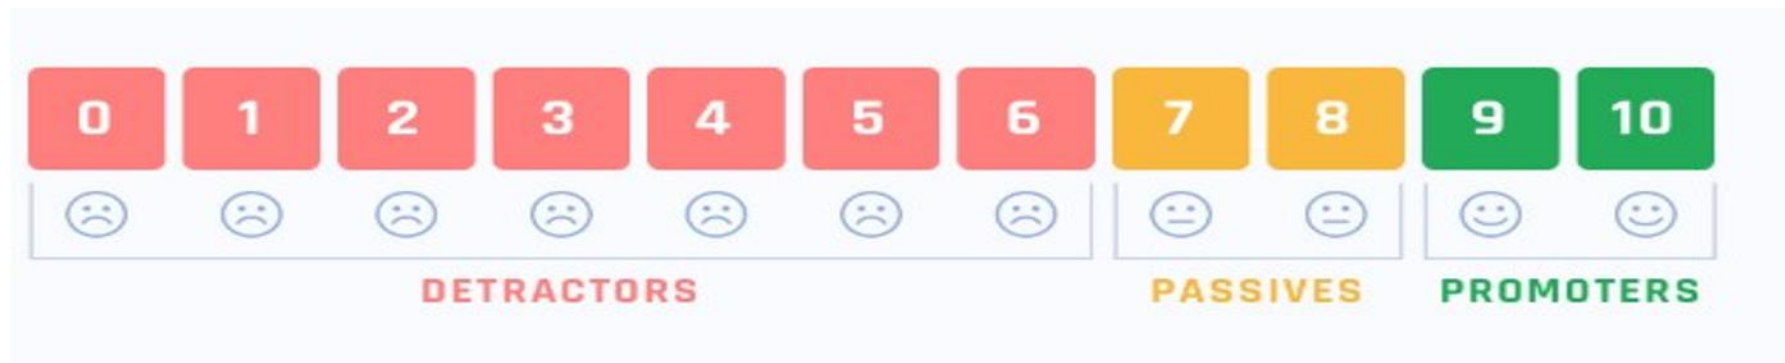 0 1 2 3 4 5 6 7 8 9 10
DETRACTORS PASSIVES PROMOTERS